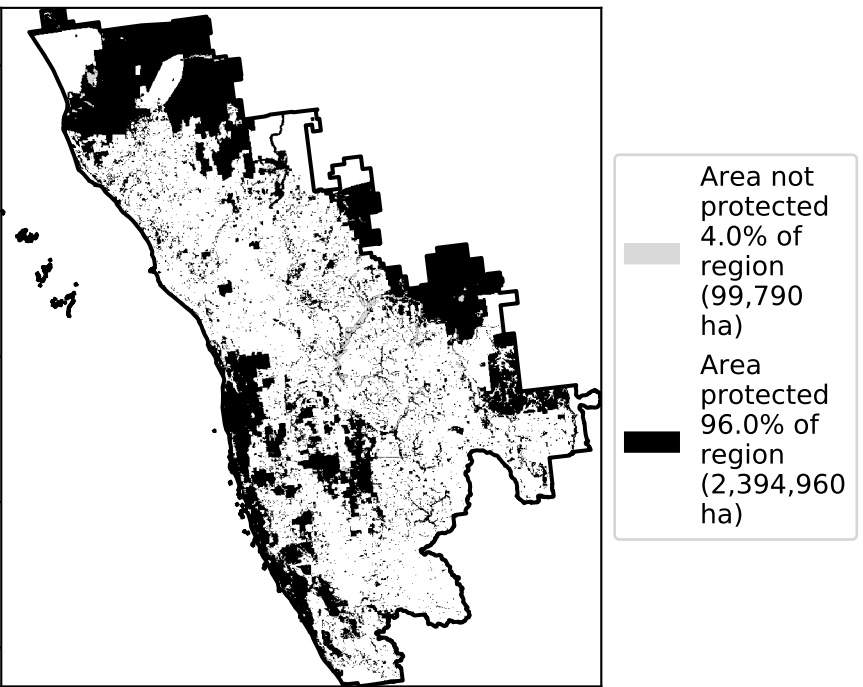 Area not
protected
4.0% of
region
(99,790
ha)
Area
protected
96.0% of
region
(2,394,960
ha)